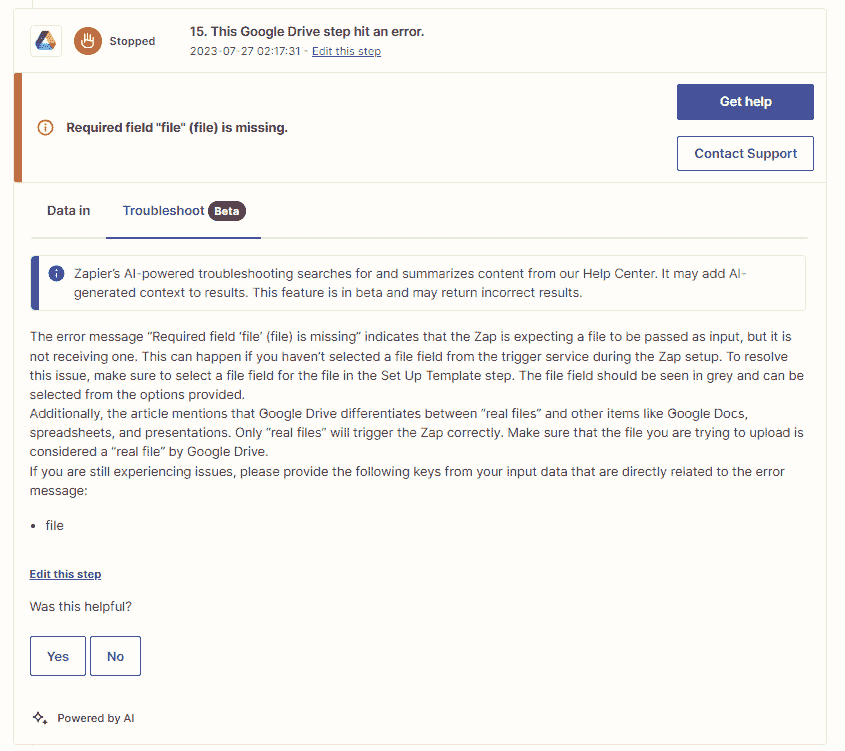 Stopped
15. This Google Drive step hit an error.
2023-07-27 02:17:31 - Edit this step
Required field "file" (file) is missing.
Get help
Contact Support
Data in
Troubleshoot Beta
Zapier's AI-powered troubleshooting searches for and summarizes content from our Help Center. It may add AI-
generated context to results. This feature is in beta and may return incorrect results.
The error message “Required field ‘file’ (file) is missing” indicates that the Zap is expecting a file to be passed as input, but it is
not receiving one. This can happen if you haven’t selected a file field from the trigger service during the Zap setup. To resolve
this issue, make sure to select a file field for the file in the Set Up Template step. The file field should be seen in grey and can be
selected from the options provided.
Additionally, the article mentions that Google Drive differentiates between “real files” and other items like Google Docs,
spreadsheets, and presentations. Only “real files” will trigger the Zap correctly. Make sure that the file you are trying to upload is
considered a “real file” by Google Drive.
If you are still experiencing issues, please provide the following keys from your input data that are directly related to the error
message:
• file
Edit this step
Was this helpful?
Yes
No
Powered by AI